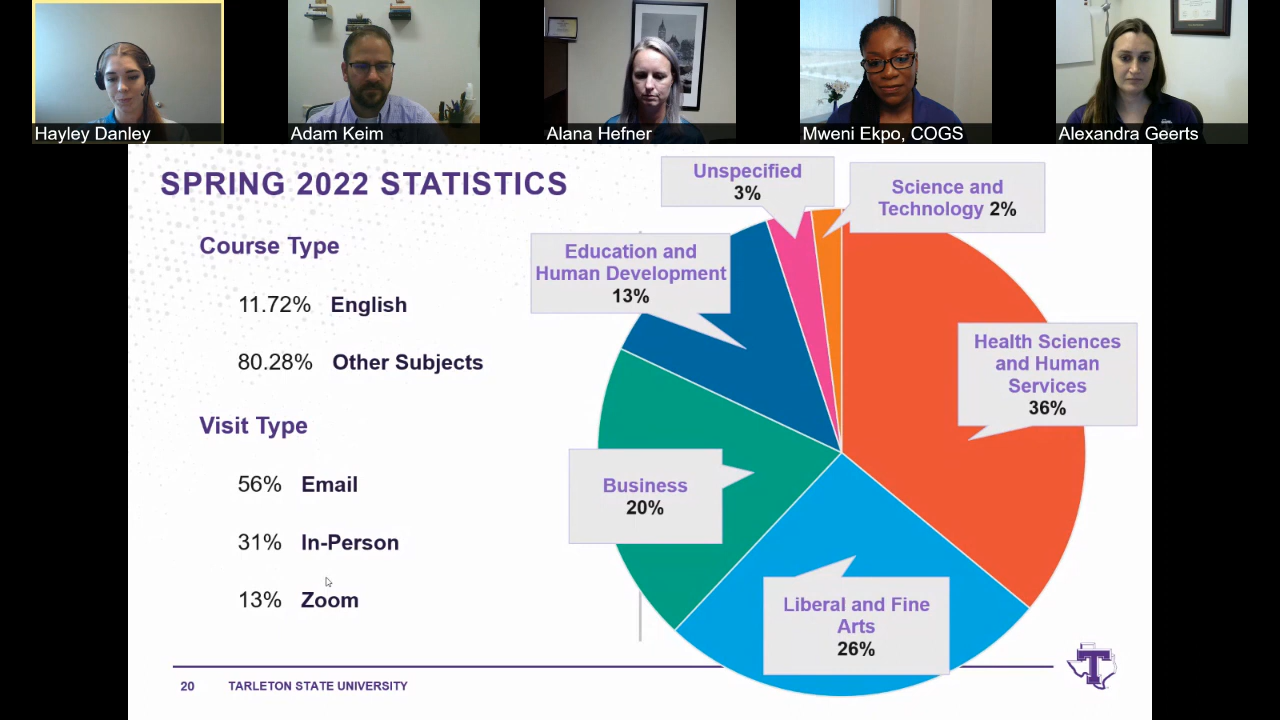 Hayley Danley
Adam Keim
Alana Hefner
Mweni Ekpo, COGS
Alexandra Geerts
SPRING 2022 STATISTICS
Course Type
11.72% English
80.28% Other Subjects
Visit Type
56% Email
31% In-Person
13% Zoom
Unspecified
3%
Science and
Technology 2%
Education and
Human Development
13%
Health Sciences
and Human
Services
36%
Business
20%
Liberal and Fine
Arts
26%
20 TARLETON STATE UNIVERSITY
T